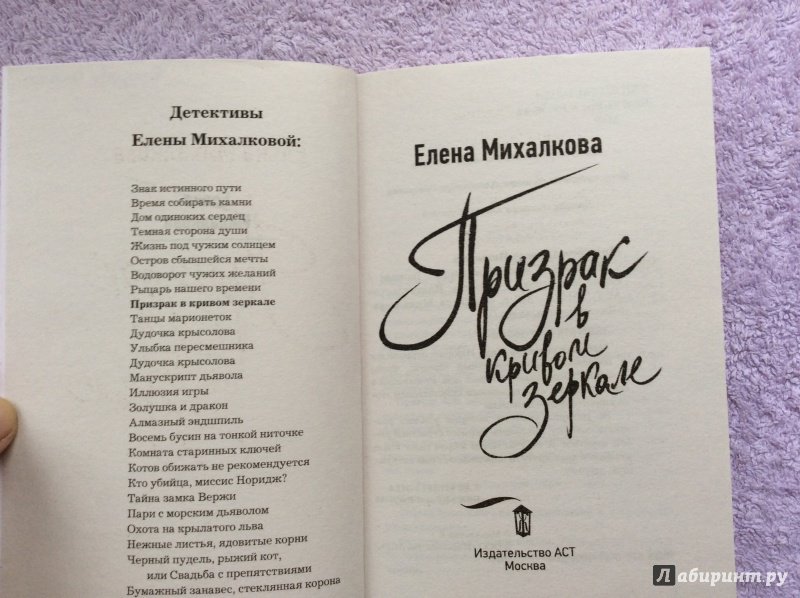 Детективы
Елены Михалковой:
Знак истинного пути
Время собирать камни
Дом одиноких сердец
Темная сторона души
Жизнь под чужим солнцем
Остров сбывшейся мечты
Водоворот чужих желаний
Рыцарь нашего времени
Призрак в кривом зеркале
Танцы марионеток
Дудочка крысолова
Улыбка пересмешника
Дудочка крысолова
Манускрипт дьявола
Иллюзия игры
Золушка и дракон
Алмазный эндшпиль
Восемь бусин на тонкой ниточке
Комната старинных ключей
Котов обижать не рекомендуется
Кто убийца, миссис Норидж?
Тайна замка Вержи
Пари с морским дьяволом
Охота на крылатого льва
Нежные листья, ядовитые корни
Черный пудель, рыжий кот,
или Свадьба с препятствиями
Бумажный занавес, стеклянная корона
Елена Михалкова
Призрак
в
кривом
зеркале
Издательство АСТ
Москва
Лабиринт.ру